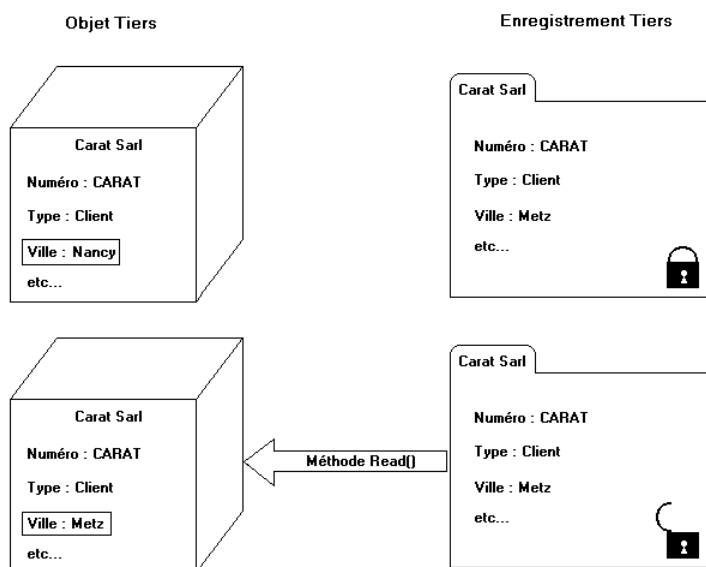 Objet Tiers
Enregistrement Tiers
Carat Sarl
Numéro : CARAT
Type : Client
Ville : Nancy
etc...
Carat Sarl
Numéro : CARAT
Type : Client
Ville : Metz
etc...
Carat Sarl
Numéro : CARAT
Type : Client
Ville : Metz
etc...
Méthode Read()
Carat Sarl
Numéro : CARAT
Type : Client
Ville : Metz
etc...